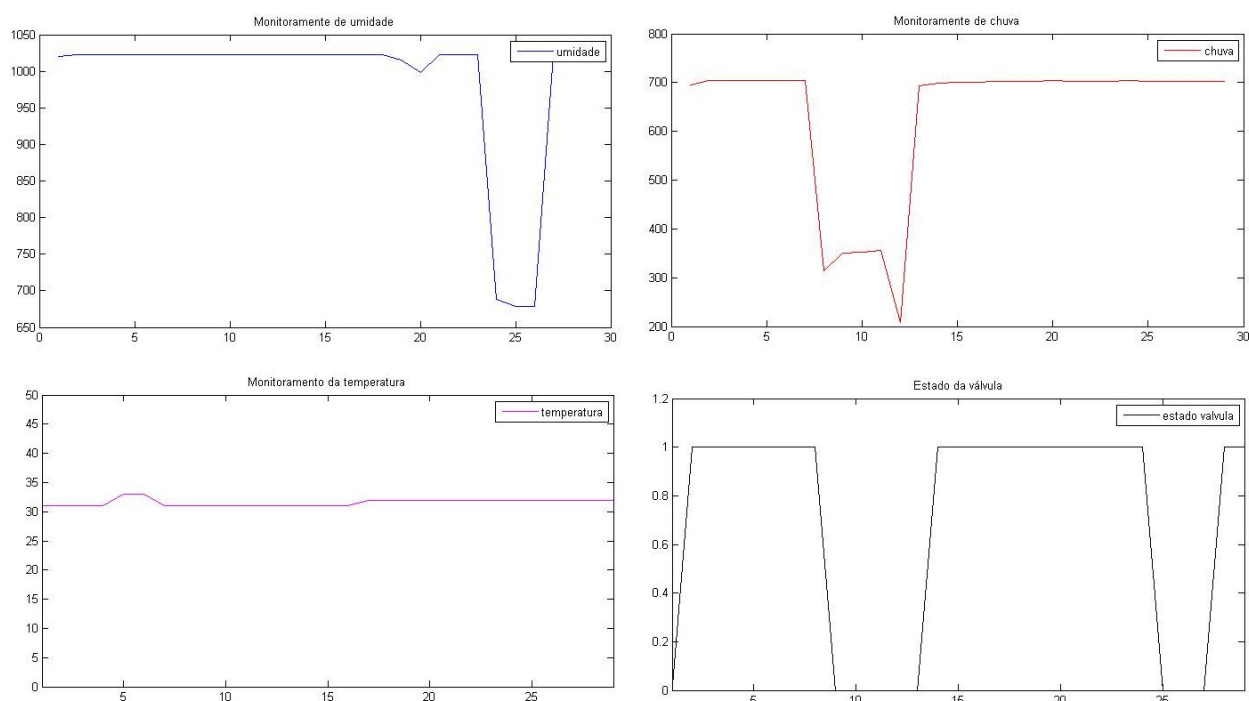 Monitoramente de umidade
1050
1000
950
900
850
800
750
700
650
0 5 10 15 20 25 30
umidade
Monitoramente de chuva
800
700
600
500
400
300
200
0 5 10 15 20 25 30
chuva
Monitoramento da temperatura
50
45
40
35
30
25
20
15
10
5
0
5 10 15 20 25
temperatura
Estado da válvula
1.2
1
0.8
0.6
0.4
0.2
0
5 10 15 20 25
estado valvula